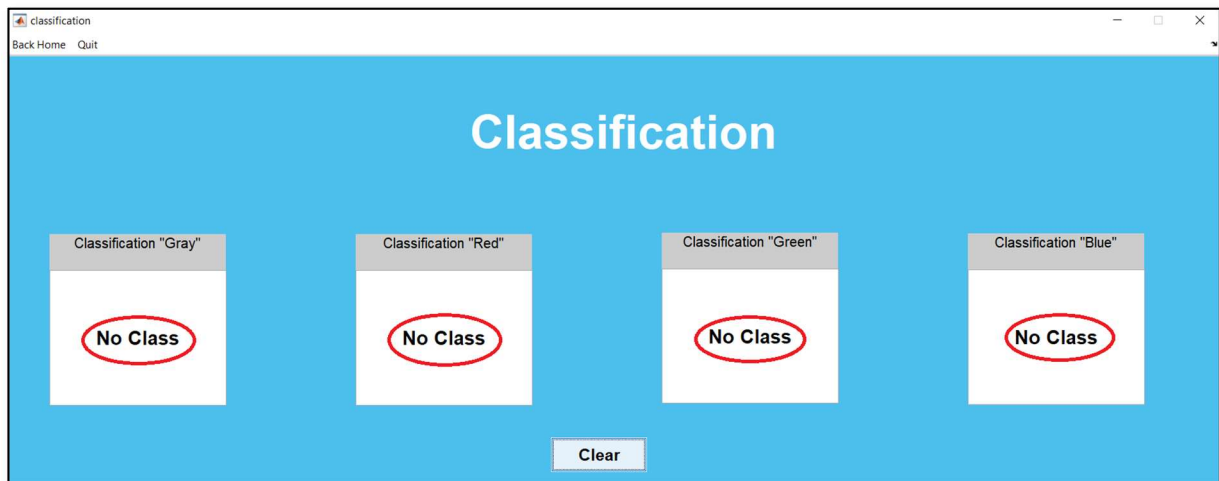 classification
Back Home Quit
Classification
Classification "Gray"
Classification "Red"
Classification "Green"
Classification "Blue"
No Class
No Class
No Class
No Class
Clear